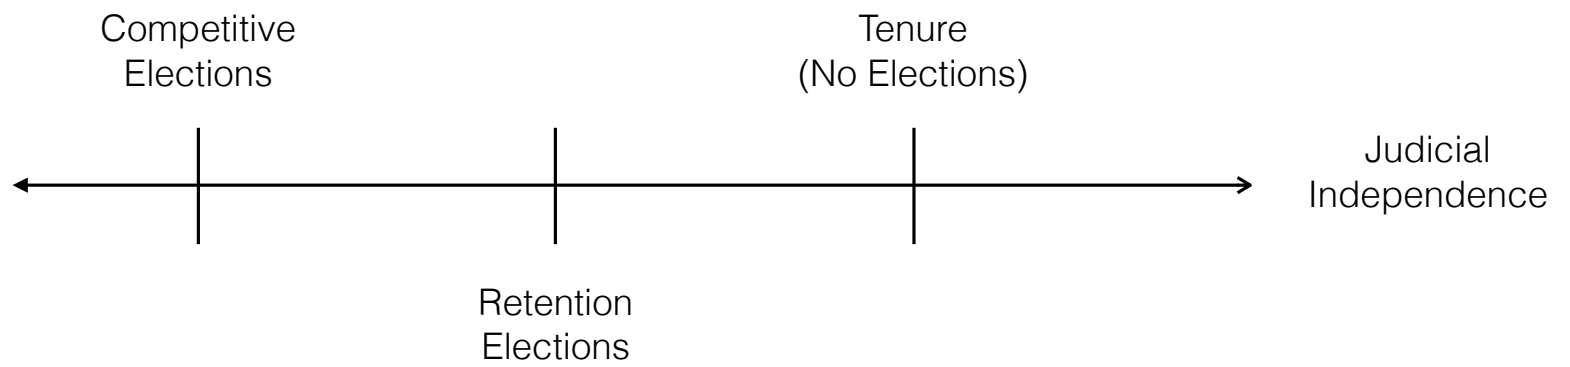 Competitive
Elections
Tenure
(No Elections)
Judicial
Independence
Retention
Elections